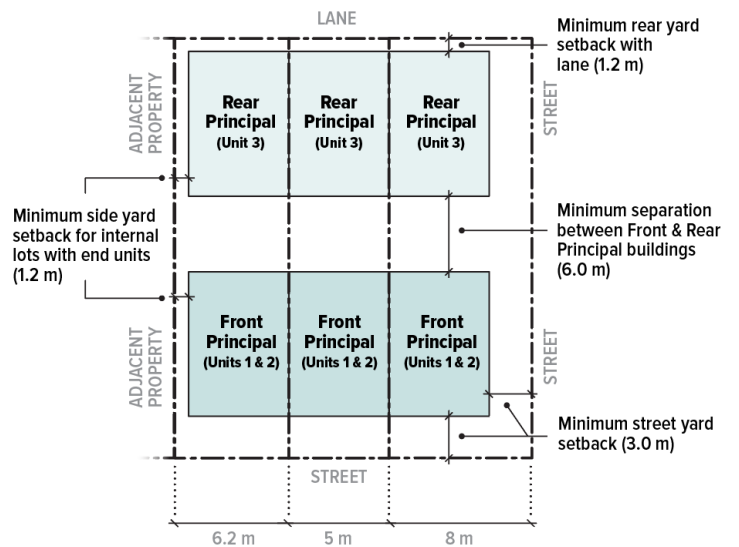 LANE
Minimum rear yard
setback with
lane (1.2 m)
ADJACENT
PROPERTY
STREET
Rear
Principal
(Unit 3)
Rear
Principal
(Unit 3)
Rear
Principal
(Unit 3)
Minimum side yard
setback for internal
lots with end units
(1.2 m)
Minimum separation
between Front & Rear
Principal buildings
(6.0 m)
Front
Principal
(Units 1 & 2)
Front
Principal
(Units 1 & 2)
Front
Principal
(Units 1 & 2)
ADJACENT
PROPERTY
STREET
Minimum street yard
setback (3.0 m)
STREET
6.2 m
5 m
8 m